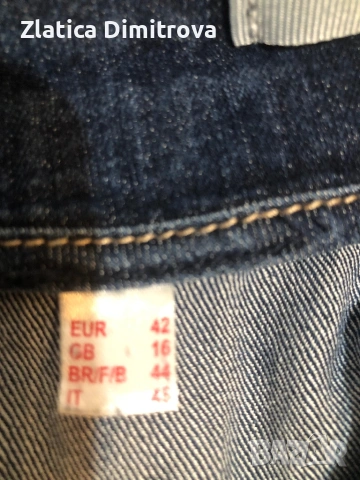 Zlatica Dimitrova
EUR 42
GB 16
BR/F/B 44
IT 45